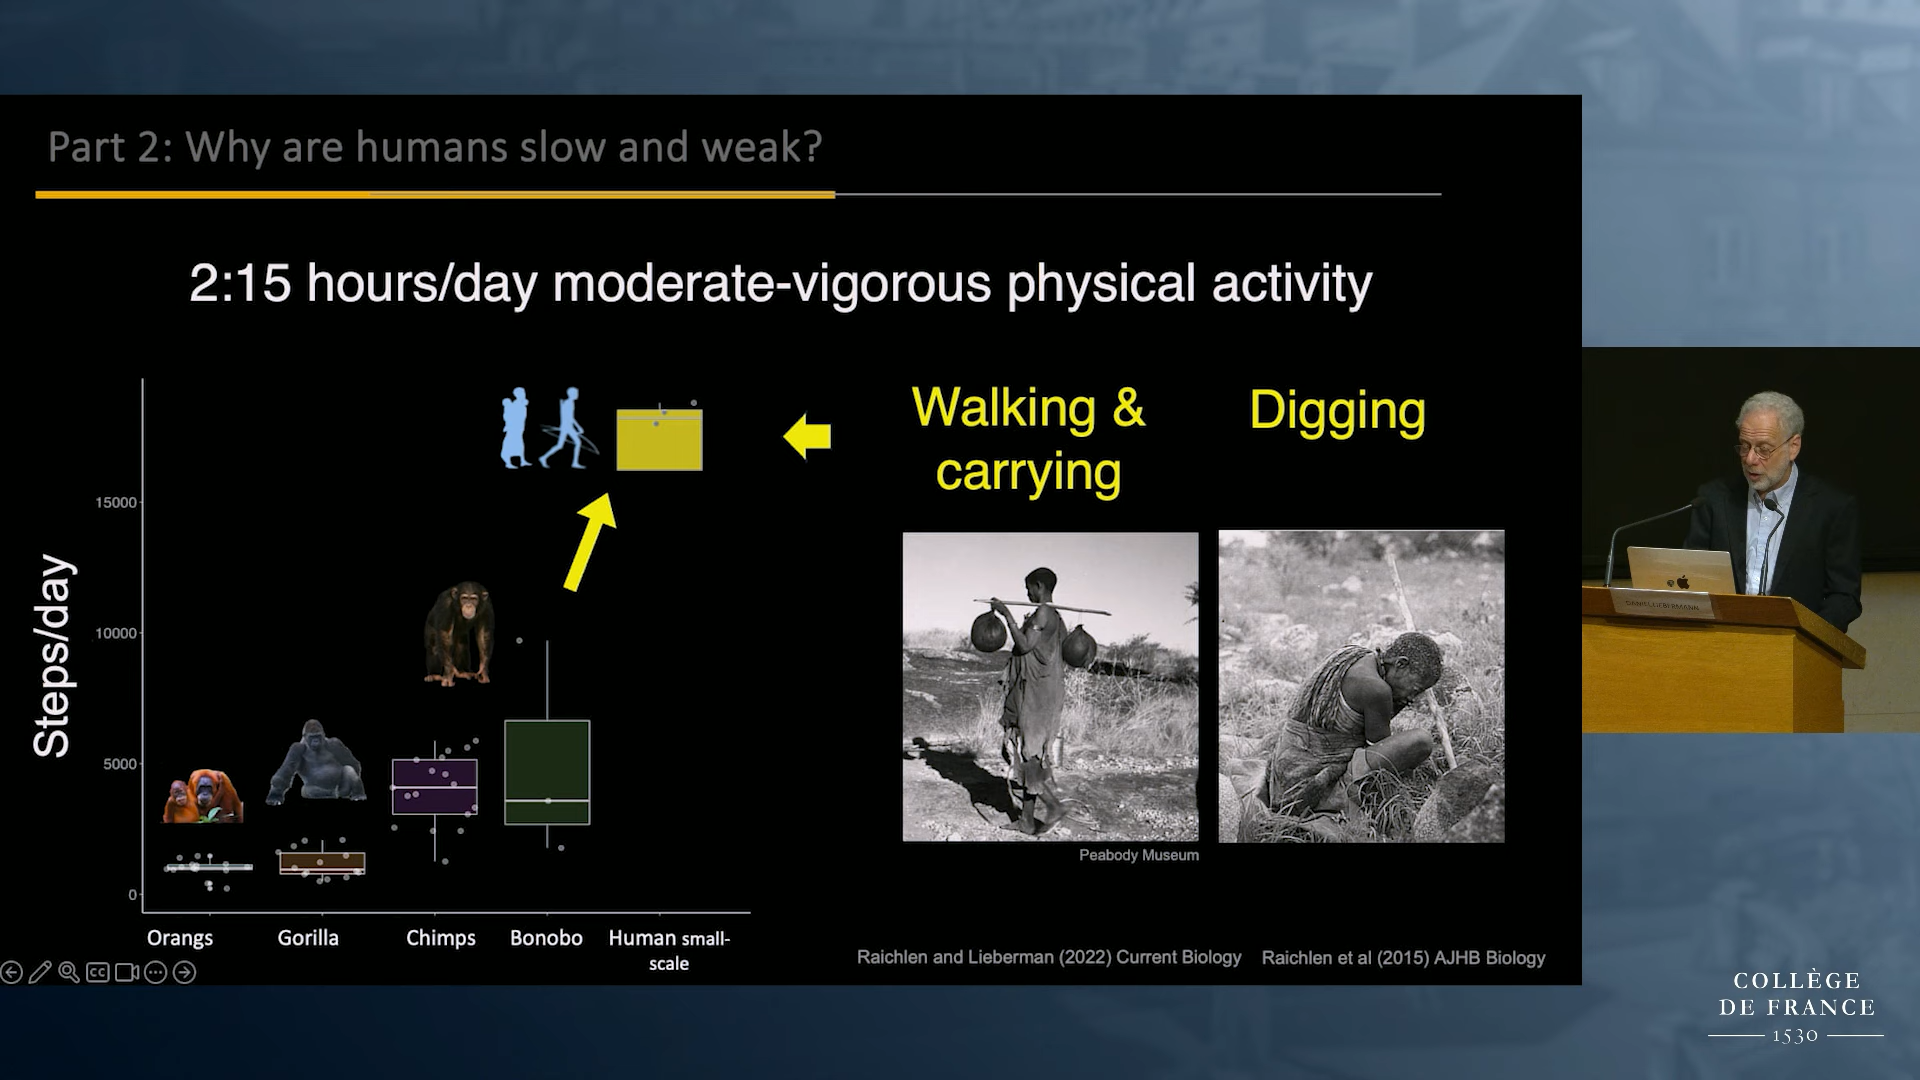 Part 2: Why are humans slow and weak?
2:15 hours/day moderate-vigorous physical activity
Steps/day
15000
10000
5000
0
Orangs
Gorilla
Chimps
Bonobo
Human small-
scale
Walking &
carrying
Digging
Peabody Museum
Raichlen and Lieberman (2022) Current Biology
Raichlen et al (2015) AJHB Biology
CC
COLLÈGE
DE FRANCE
1530